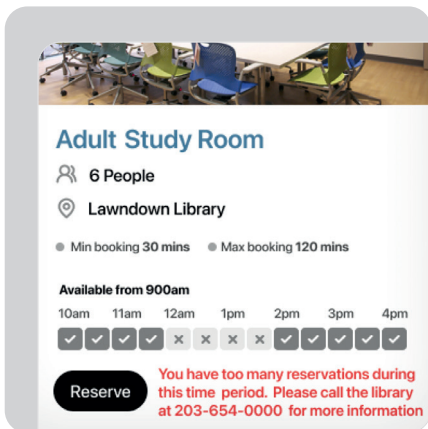 Adult Study Room
6 People
Lawndown Library
Min booking 30 mins Max booking 120 mins
Available from 900am
10am 11am 12am 1pm 2pm 3pm 4pm
Reserve
You have too many reservations during
this time period. Please call the library
at 203-654-0000 for more information